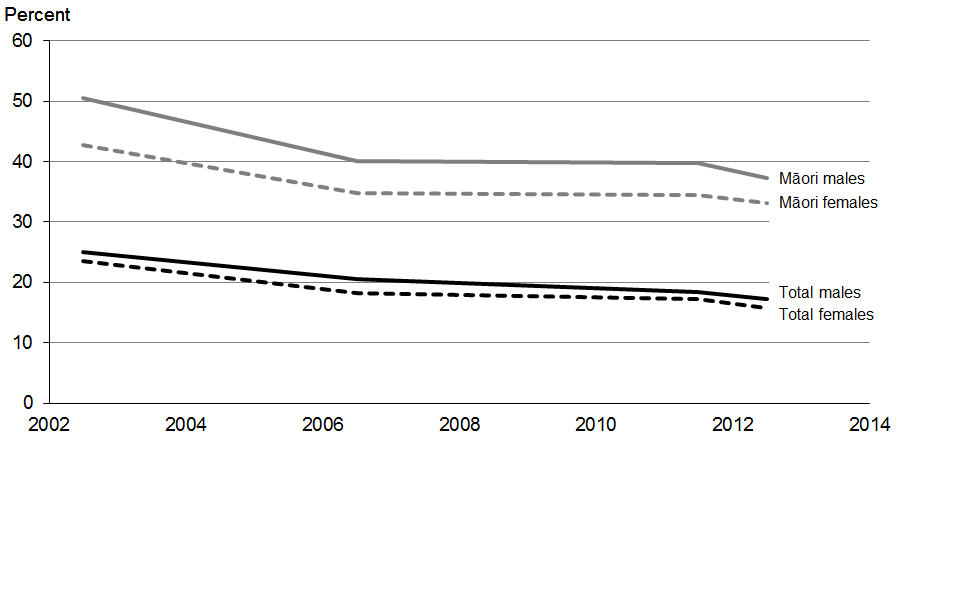 Percent
60
50
40
30
20
10
0
Māori males
Māori females
Total males
Total females
2002 2004 2006 2008 2010 2012 2014